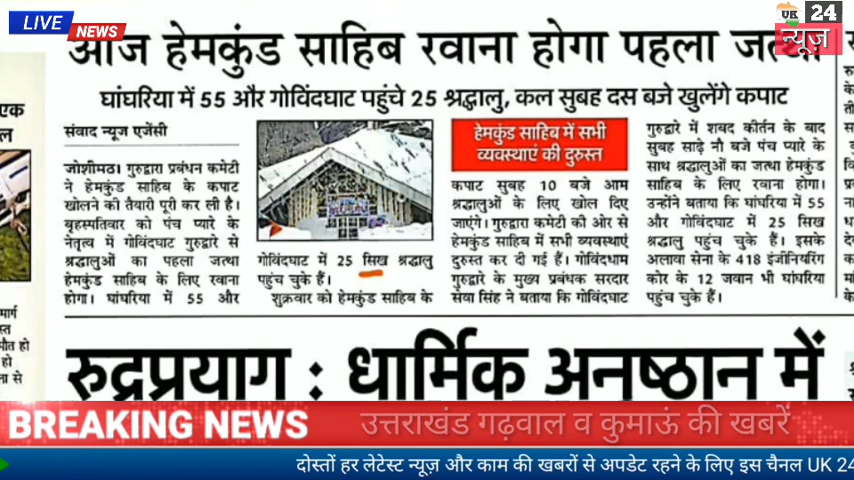 LIVE
NEWS
UK 24
न्यूज़
आज हेमकुंड साहिब रवाना होगा पहला जत्था
घांघरिया में 55 और गोविंदघाट पहुंचे 25 श्रद्धालु, कल सुबह दस बजे खुलेंगे कपाट
संवाद न्यूज एजेंसी
जोशीमठ। गुरुद्वारा प्रबंधन कमेटी
ने हेमकुंड साहिब के कपाट
खोलने की तैयारी पूरी कर ली है।
बृहस्पतिवार को पंच प्यारे के
नेतृत्व में गोविंदघाट गुरुद्वारे से
श्रद्धालुओं का पहला जत्था
हेमकुंड साहिब के लिए रवाना
होगा। घांघरिया में 55 और
गोविंदघाट में 25 सिख श्रद्धालु
पहुंच चुके हैं।
शुक्रवार को हेमकुंड साहिब के
हेमकुंड साहिब में सभी
व्यवस्थाएं की दुरुस्त
कपाट सुबह 10 बजे आम
श्रद्धालुओं के लिए खोल दिए
जाएंगे। गुरुद्वारा कमेटी की ओर से
हेमकुंड साहिब में सभी व्यवस्थाएं
दुरुस्त कर दी गई हैं। गोविंदधाम
गुरुद्वारे के मुख्य प्रबंधक सरदार
सेवा सिंह ने बताया कि गोविंदघाट
गुरुद्वारे में शबद कीर्तन के बाद
सुबह साढ़े नौ बजे पंच प्यारे के
साथ श्रद्धालुओं का जत्था हेमकुंड
साहिब के लिए रवाना होगा।
उन्होंने बताया कि घांघरिया में 55
और गोविंदघाट में 25 सिख
श्रद्धालु पहुंच चुके हैं। इसके
अलावा सेना के 418 इंजीनियरिंग
कोर के 12 जवान भी घांघरिया
पहुंच चुके हैं।
रुद्रप्रयाग : धार्मिक अनुष्ठान में
BREAKING NEWS
उत्तराखंड गढ़वाल व कुमाऊं की खबरें
दोस्तों हर लेटेस्ट न्यूज़ और काम की खबरों से अपडेट रहने के लिए इस चैनल UK 24